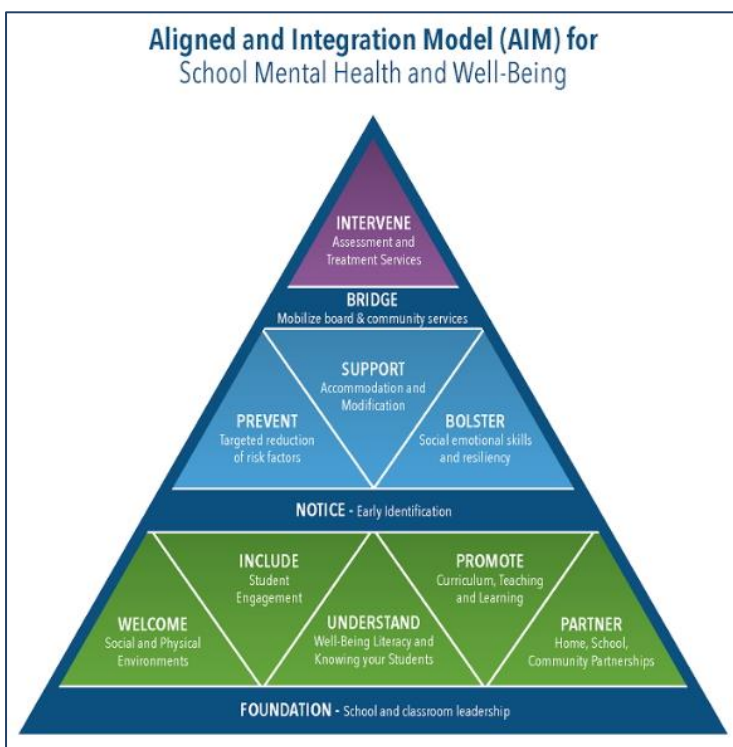 Aligned and Integration Model (AIM) for
School Mental Health and Well-Being
INTERVENE
Assessment and
Treatment Services
BRIDGE
Mobilize board & community services
SUPPORT
Accommodation and
Modification
PREVENT
Targeted reduction
of risk factors
BOLSTER
Social emotional skills
and resiliency
NOTICE - Early Identification
INCLUDE
Student
Engagement
PROMOTE
Curriculum, Teaching
and Learning
WELCOME
Social and Physical
Environments
UNDERSTAND
Well-Being Literacy and
Knowing your Students
PARTNER
Home, School,
Community Partnerships
FOUNDATION - School and classroom leadership